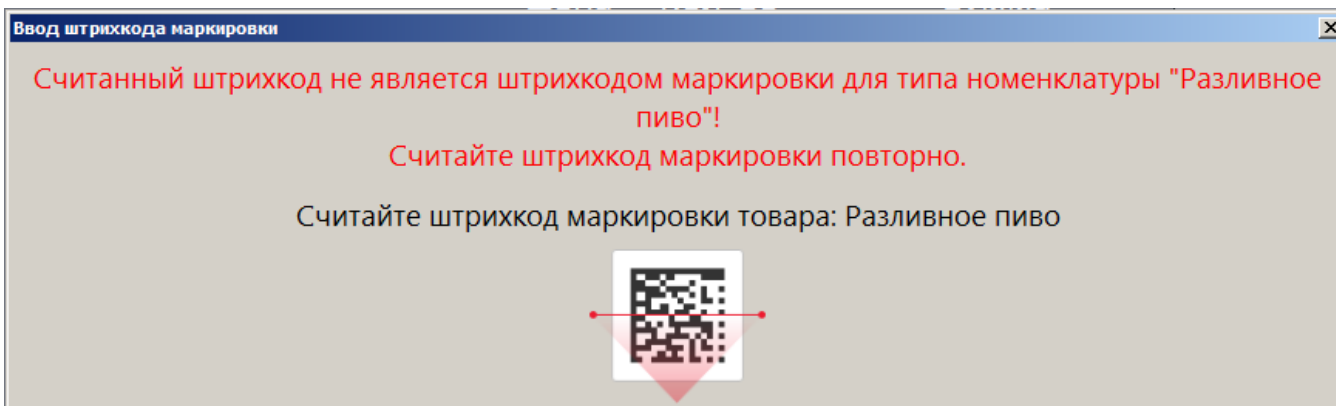 Ввод штрихкода маркировки
Считанный штрихкод не является штрихкодом маркировки для типа номенклатуры "Разливное
пиво"!
Считайте штрихкод маркировки повторно.
Считайте штрихкод маркировки товара: Разливное пиво